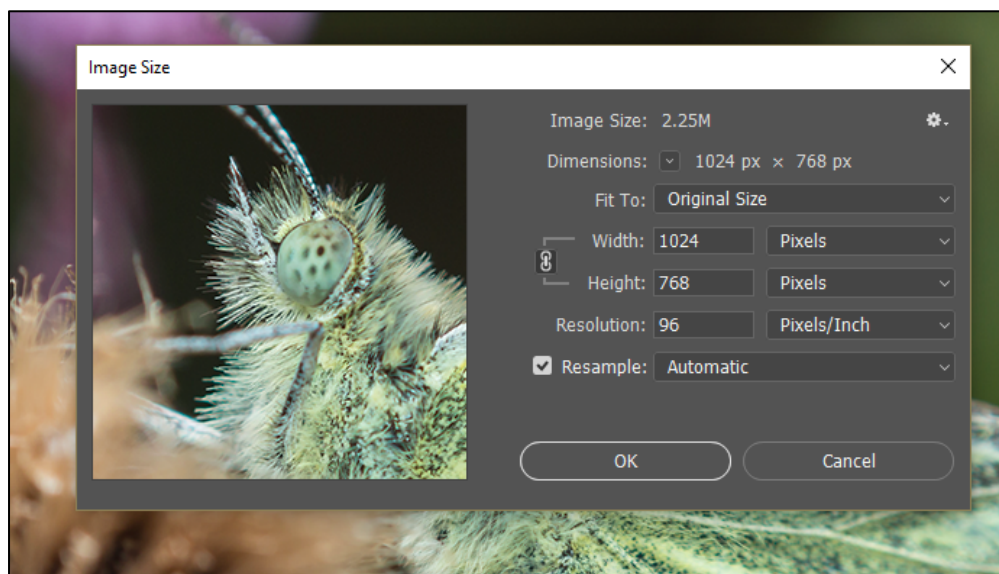 Image Size
Image Size: 2.25M
Dimensions: 1024 px × 768 px
Fit To: Original Size
Width: 1024 Pixels
Height: 768 Pixels
Resolution: 96 Pixels/Inch
Resample: Automatic
OK Cancel